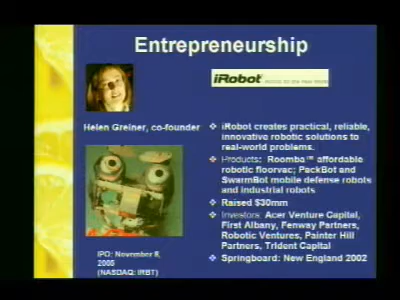 Entrepreneurship
iRobot
Helen Greiner, co-founder
iRobot creates practical, reliable,
innovative robotic solutions to
real-world problems.
Products: Roomba™ affordable
robotic floorvac; PackBot and
SwarmBot mobile defense robots
and industrial robots
Raised $30mm
Investors: Acer Venture Capital,
First Albany, Fenway Partners,
Robotic Ventures, Painter Hill
Partners, Trident Capital
Springboard: New England 2002
IPO: November 8,
2005
(NASDAQ: IRBT)